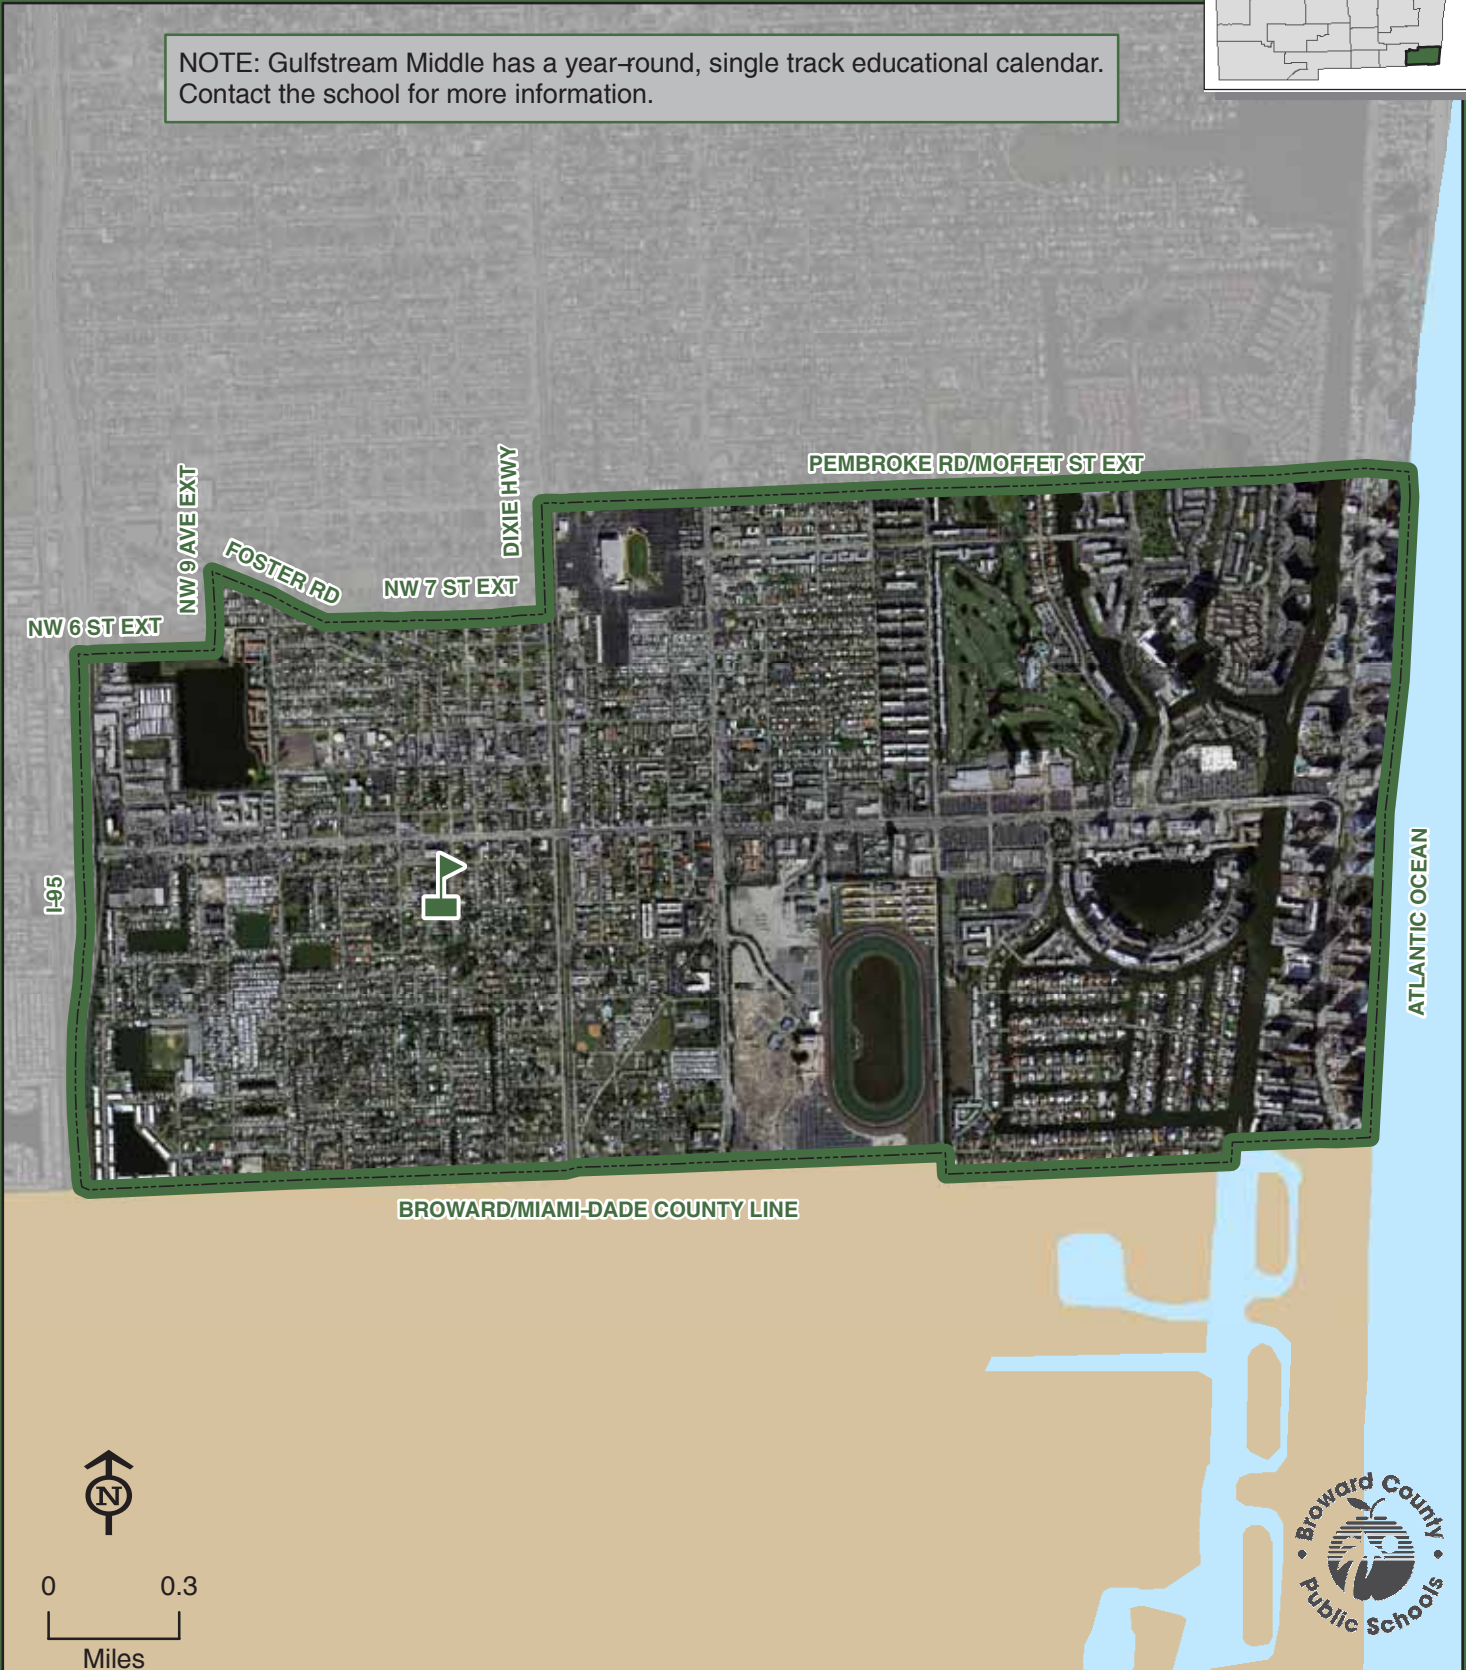 NOTE: Gulfstream Middle has a year-round, single track educational calendar.
Contact the school for more information.
PEMBROKE RD/MOFFET ST EXT
DIXIE HWY
NW 9 AVE EXT
FOSTER RD
NW 7 ST EXT
NW 6 ST EXT
I-95
ATLANTIC OCEAN
BROWARD/MIAMI-DADE COUNTY LINE
N
0 0.3
Miles
Broward County
Public Schools